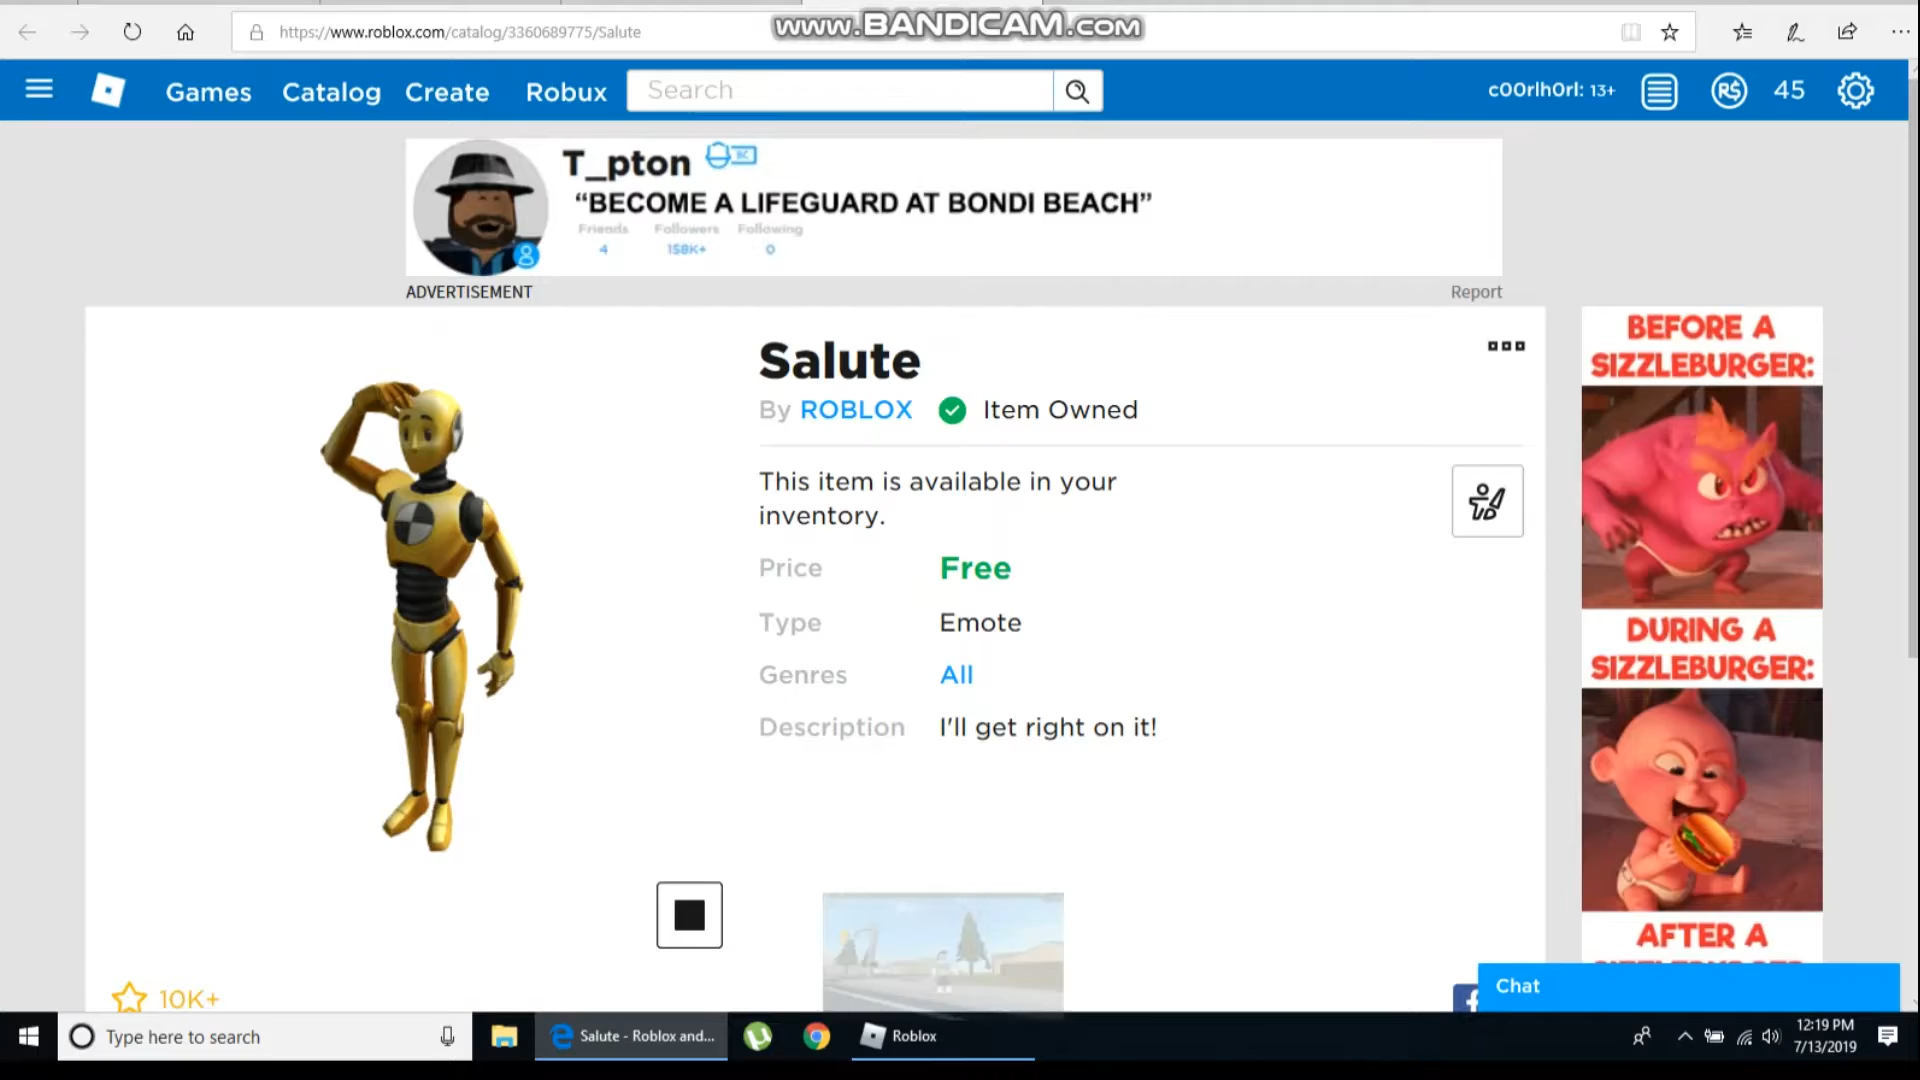 www.BANDICAM.com
https://www.roblox.com/catalog/3360689775/Salute
Games
Catalog
Create
Robux
Search
c00rlh0rl: 13+
R$
45
T_pton
BC
“BECOME A LIFEGUARD AT BONDI BEACH”
Friends
Followers
Following
4
158K+
0
ADVERTISEMENT
Report
Salute
By ROBLOX
Item Owned
This item is available in your
inventory.
Price
Free
Type
Emote
Genres
All
Description
I'll get right on it!
10K+
BEFORE A
SIZZLEBURGER:
DURING A
SIZZLEBURGER:
AFTER A
Chat
Type here to search
Salute - Roblox and...
Roblox
12:19 PM
7/13/2019